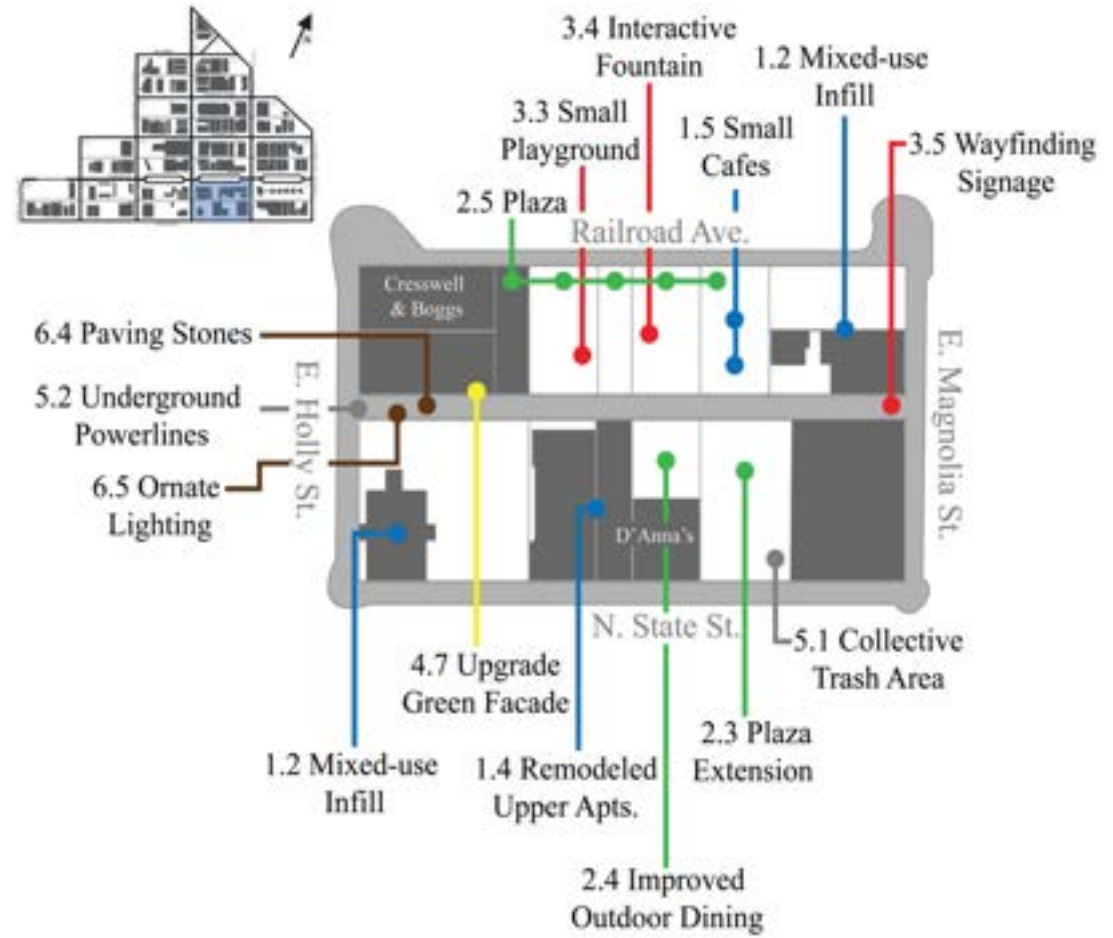 3.4 Interactive
Fountain
1.2 Mixed-use
Infill
3.3 Small
Playground
1.5 Small
Cafes
3.5 Wayfinding
Signage
2.5 Plaza
Railroad Ave.
Cresswell
& Boggs
6.4 Paving Stones
5.2 Underground
Powerlines
E. Holly St.
E. Magnolia St.
6.5 Ornate
Lighting
D'Anna's
N. State St.
5.1 Collective
Trash Area
4.7 Upgrade
Green Facade
2.3 Plaza
Extension
1.2 Mixed-use
Infill
1.4 Remodeled
Upper Apts.
2.4 Improved
Outdoor Dining